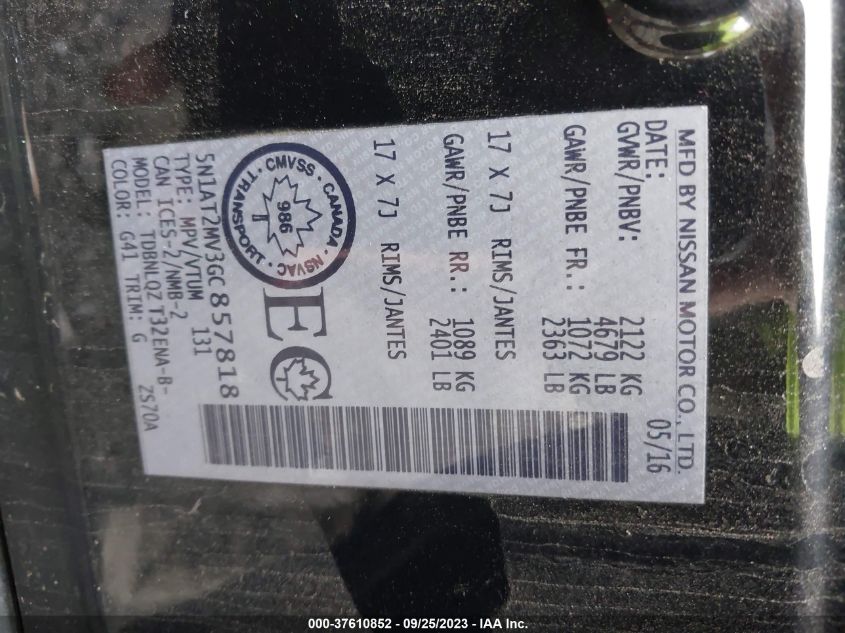 MFD BY NISSAN MOTOR CO., LTD.
DATE: 05/16
GVWR/PNBV: 2122 KG
4679 LB
GAWR/PNBE FR.: 1072 KG
2363 LB
17 X 7J RIMS/JANTES
GAWR/PNBE RR.: 1089 KG
2401 LB
17 X 7J RIMS/JANTES
CMVSS · CANADA · NSVAC · TRANSPORT ·
986
T
EC
5N1AT2MV3GC857818
TYPE: MPV/VTUM 131
CAN ICES-2/NMB-2
MODEL: TDBNLQZ T32ENA-B-
COLOR: G41 TRIM: G ZS70A
000-37610852 / 09/25/2023 / © IAA Inc.